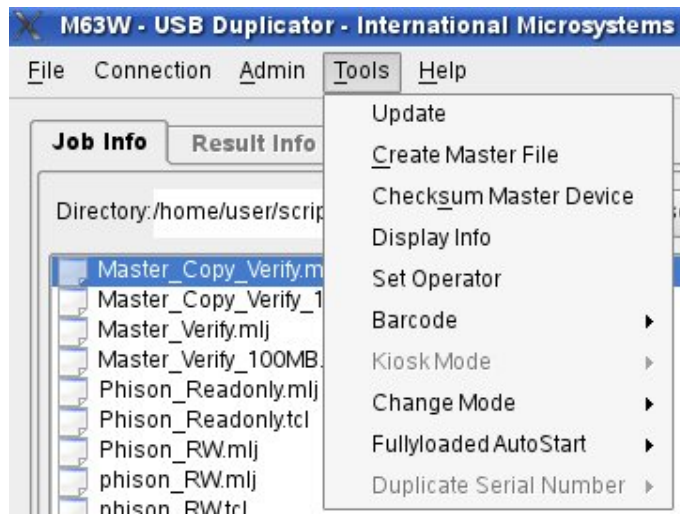 M63W - USB Duplicator - International Microsystems
File Connection Admin Tools Help
Job Info
Result Info
Directory:/home/user/scrip
Master_Copy_Verify.m
Master_Copy_Verify_1
Master_Verify.mlj
Master_Verify_100MB.
Phison_Readonly.mlj
Phison_Readonly.tcl
Phison_RW.mlj
phison_RW.mlj
phison_RW.tcl
Update
Create Master File
Checksum Master Device
Display Info
Set Operator
Barcode
Kiosk Mode
Change Mode
Fullyloaded AutoStart
Duplicate Serial Number